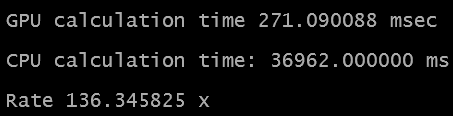 GPU calculation time 271.090088 msec
CPU calculation time: 36962.000000 ms
Rate 136.345825 x